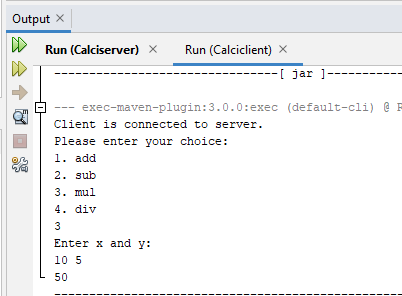 Output
Run (Calciserver)
Run (Calciclient)
--------------------------------[ jar ]-----------
--- exec-maven-plugin:3.0.0:exec (default-cli) @
Client is connected to server.
Please enter your choice:
1. add
2. sub
3. mul
4. div
3
Enter x and y:
10 5
50
--------------------------------------------------